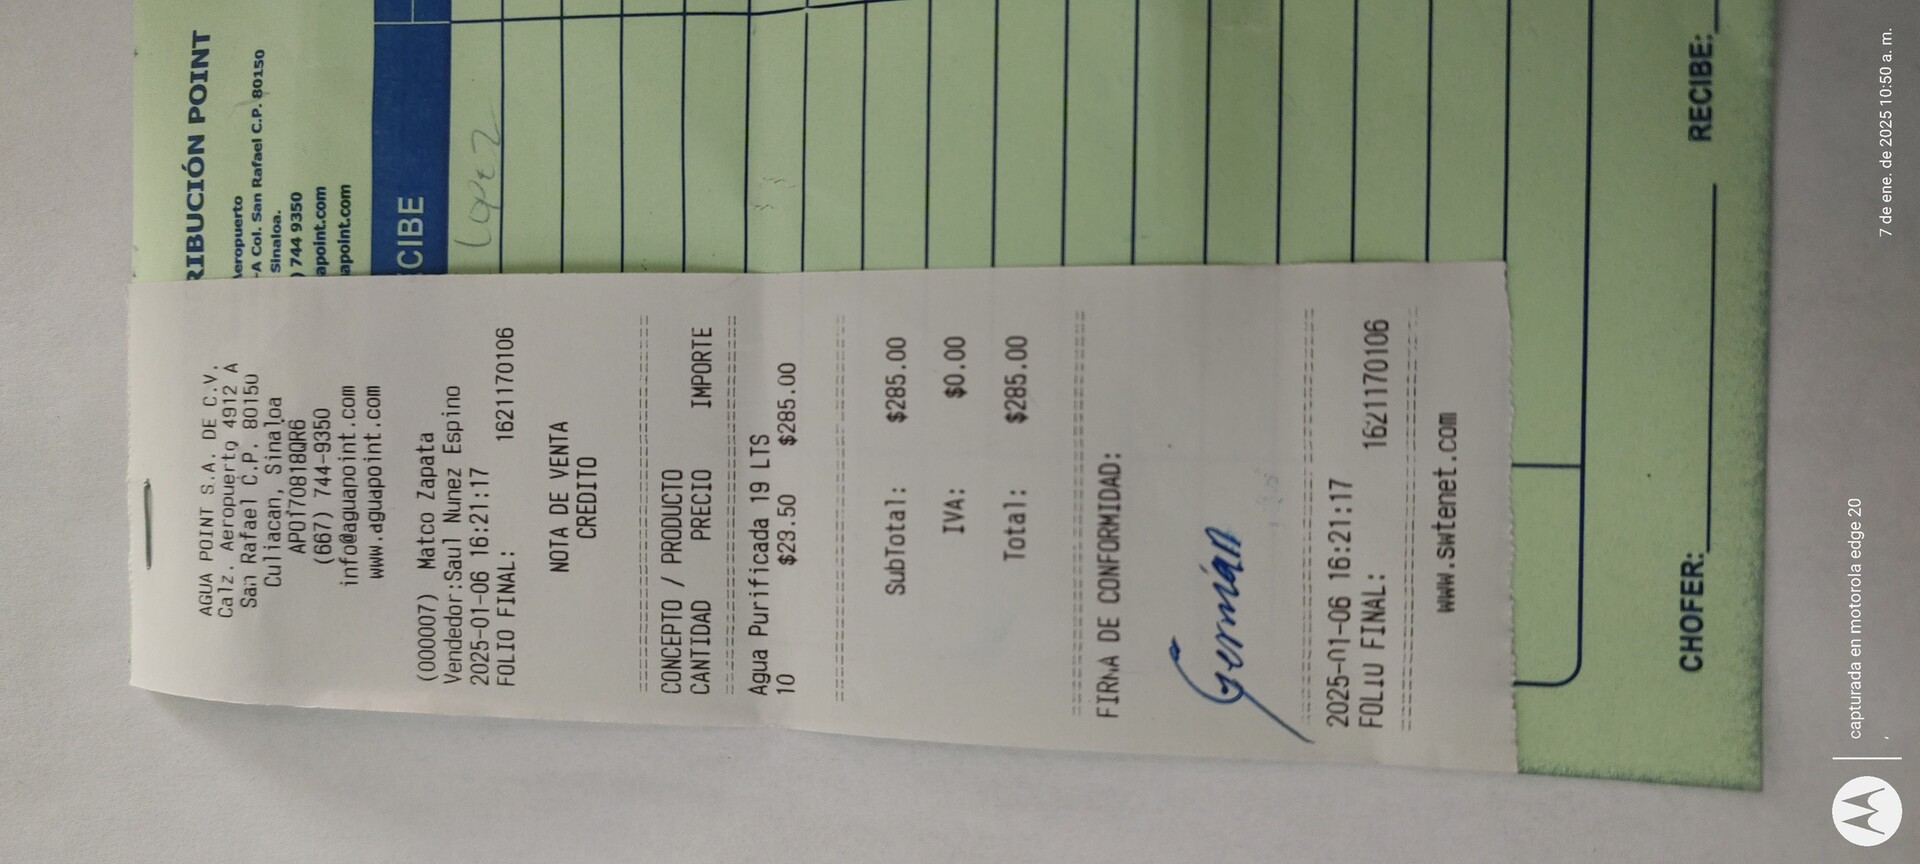 RIBUCIÓN POINT
eropuerto
-A Col. San Rafael C.P. 80150
Sinaloa.
) 744 9350
apoint.com
apoint.com
CIBE
Lopez
AGUA POINT S.A. DE C.V.
Calz. Aeropuerto 4912 A
San Rafael C.P. 80150
Culiacan, Sinaloa
APO170818QR6
(667) 744-9350
info@aguapoint.com
www.aguapoint.com
(000007) Matco Zapata
Vendedor:Saul Nunez Espino
2025-01-06 16:21:17
FOLIO FINAL: 1621170106
NOTA DE VENTA
CREDITO
CONCEPTO / PRODUCTO
CANTIDAD PRECIO IMPORTE
Agua Purificada 19 LTS
10 $28.50 $285.00
SubTotal: $285.00
IVA: $0.00
Total: $285.00
FIRMA DE CONFORMIDAD:
Germán
2025-01-06 16:21:17
FOLIO FINAL: 1621170106
www.swtenet.com
CHOFER: RECIBE:
capturada en motorola edge 20
,
7 de ene. de 2025 10:50 a. m.